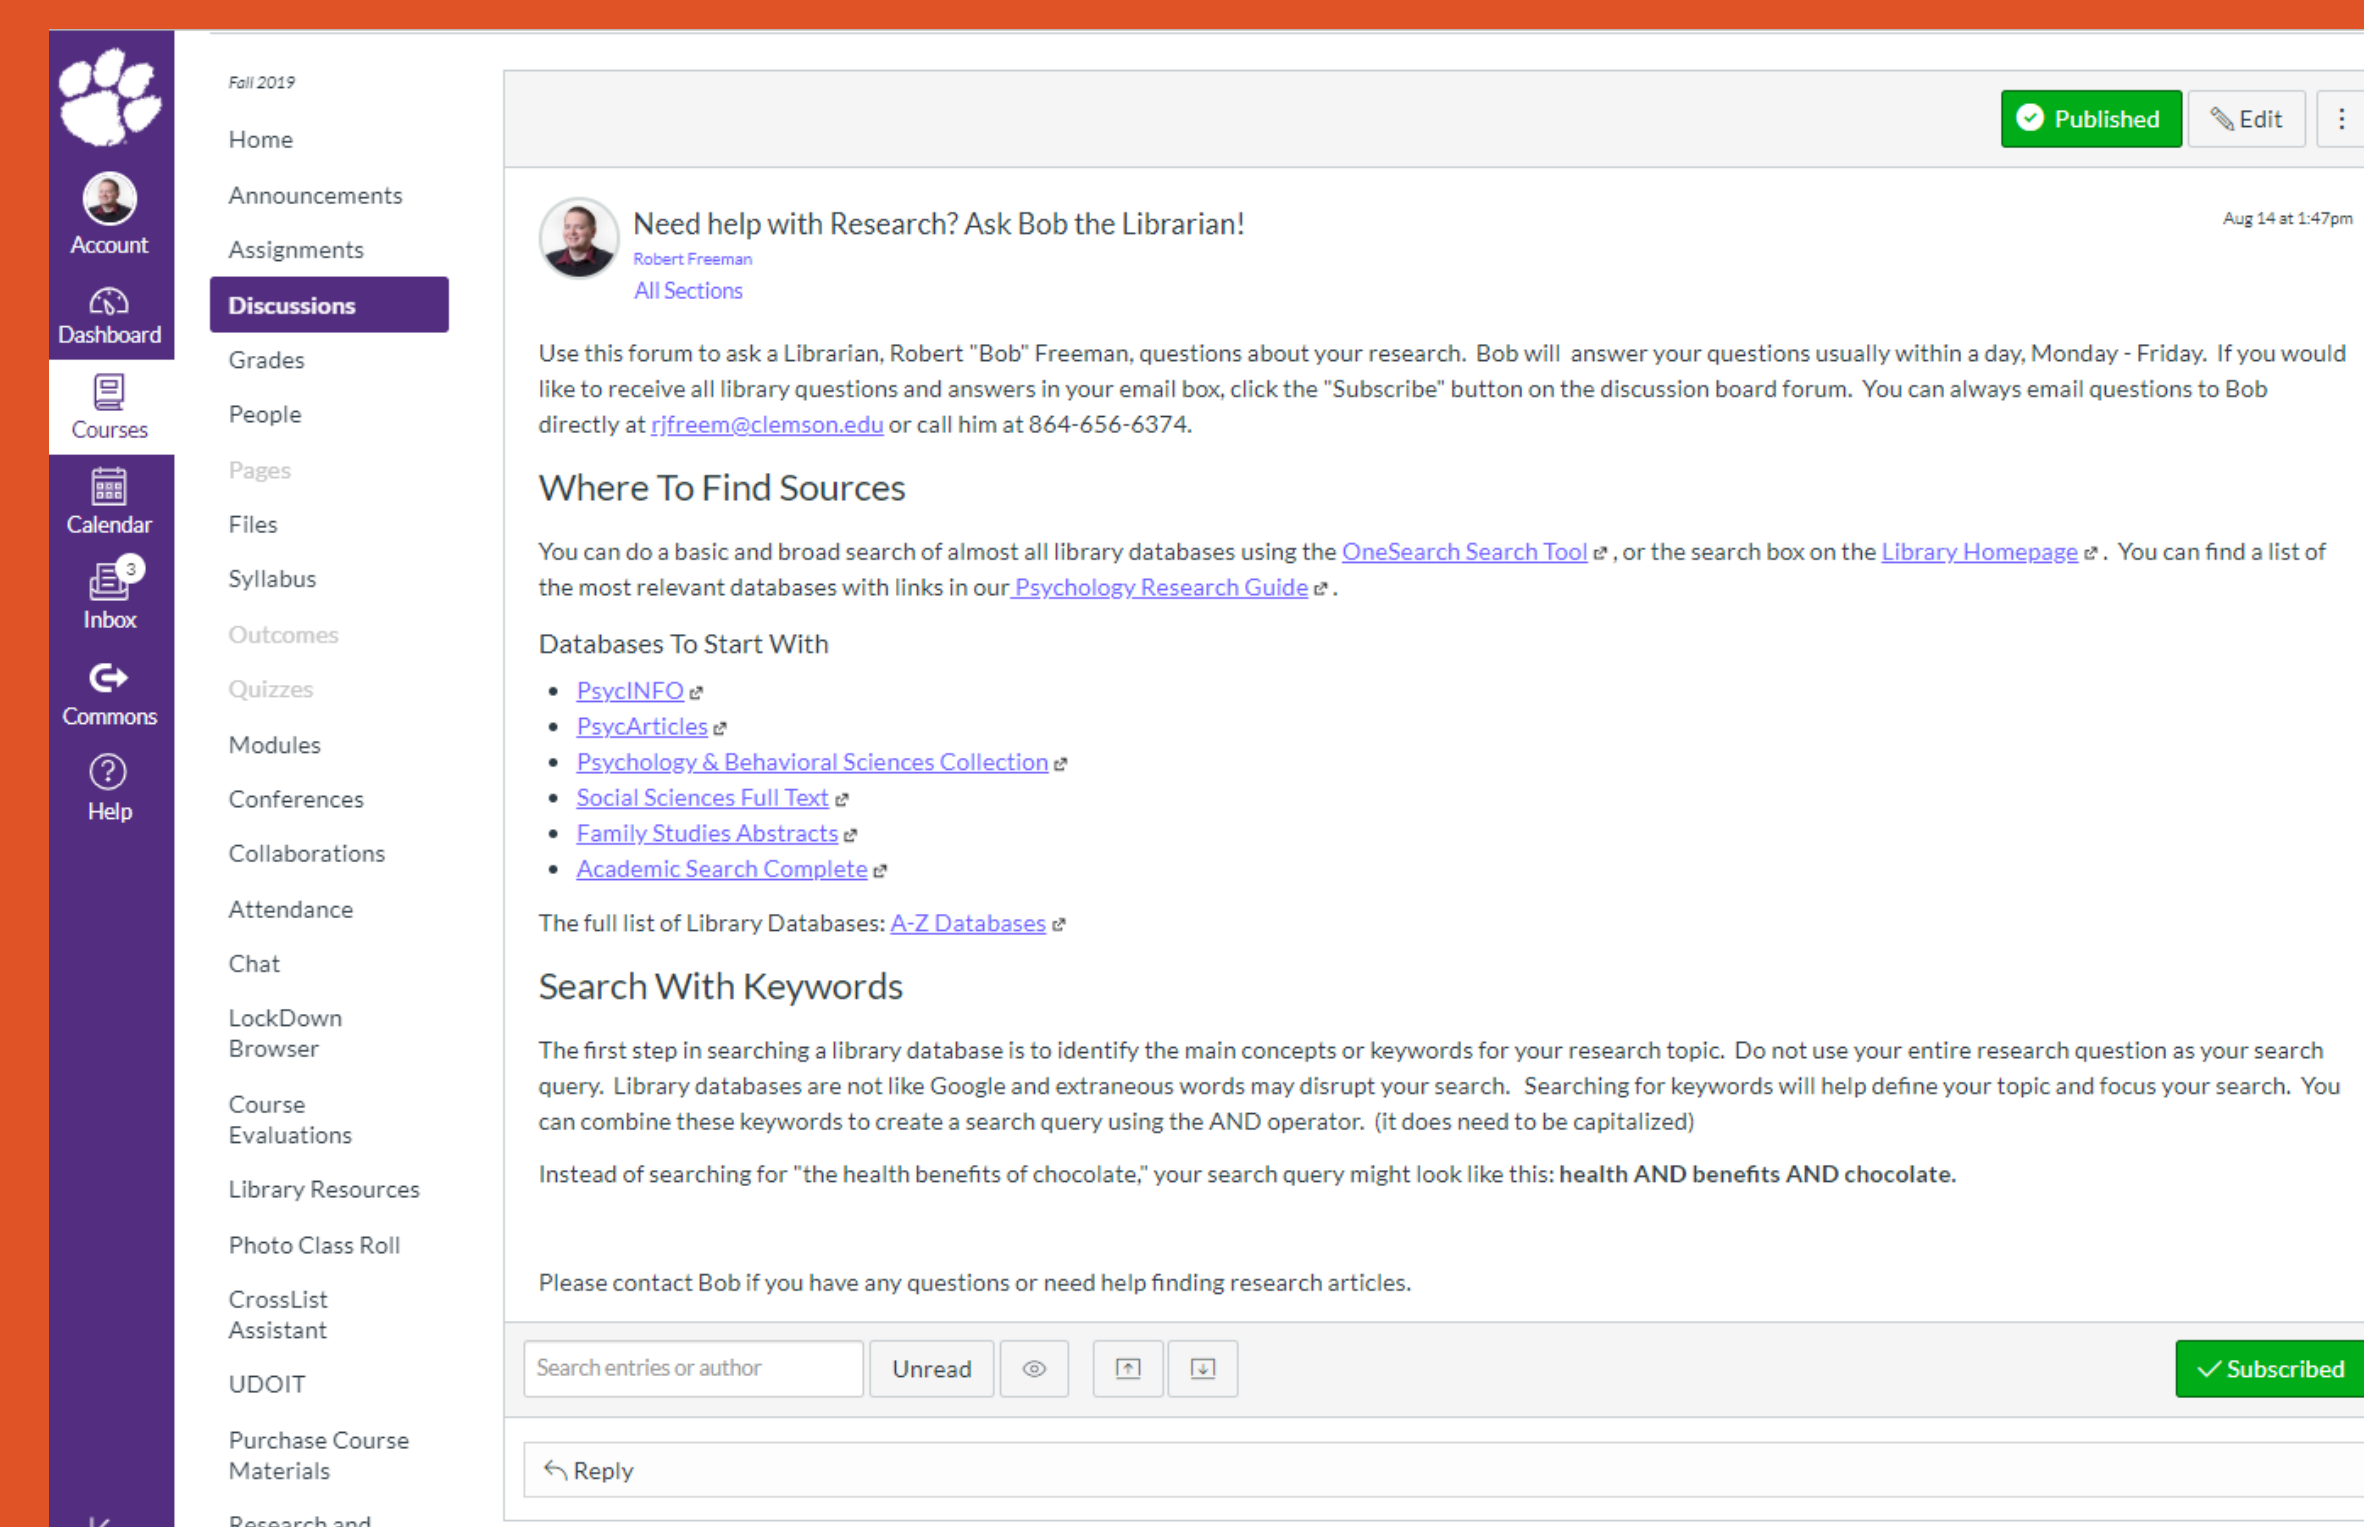 Account
Dashboard
Courses
Calendar
3
Inbox
Commons
Help
Fall 2019
Home
Announcements
Assignments
Discussions
Grades
People
Pages
Files
Syllabus
Outcomes
Quizzes
Modules
Conferences
Collaborations
Attendance
Chat
LockDown
Browser
Course
Evaluations
Library Resources
Photo Class Roll
CrossList
Assistant
UDOIT
Purchase Course
Materials
Research and
Published
Edit
Need help with Research? Ask Bob the Librarian!
Aug 14 at 1:47pm
Robert Freeman
All Sections
Use this forum to ask a Librarian, Robert "Bob" Freeman, questions about your research. Bob will answer your questions usually within a day, Monday - Friday. If you would
like to receive all library questions and answers in your email box, click the "Subscribe" button on the discussion board forum. You can always email questions to Bob
directly at rjfreem@clemson.edu or call him at 864-656-6374.
Where To Find Sources
You can do a basic and broad search of almost all library databases using the OneSearch Search Tool , or the search box on the Library Homepage . You can find a list of
the most relevant databases with links in our Psychology Research Guide .
Databases To Start With
• PsycINFO
• PsycArticles
• Psychology & Behavioral Sciences Collection
• Social Sciences Full Text
• Family Studies Abstracts
• Academic Search Complete
The full list of Library Databases: A-Z Databases
Search With Keywords
The first step in searching a library database is to identify the main concepts or keywords for your research topic. Do not use your entire research question as your search
query. Library databases are not like Google and extraneous words may disrupt your search. Searching for keywords will help define your topic and focus your search. You
can combine these keywords to create a search query using the AND operator. (it does need to be capitalized)
Instead of searching for "the health benefits of chocolate," your search query might look like this: health AND benefits AND chocolate.
Please contact Bob if you have any questions or need help finding research articles.
Search entries or author
Unread
Subscribed
Reply